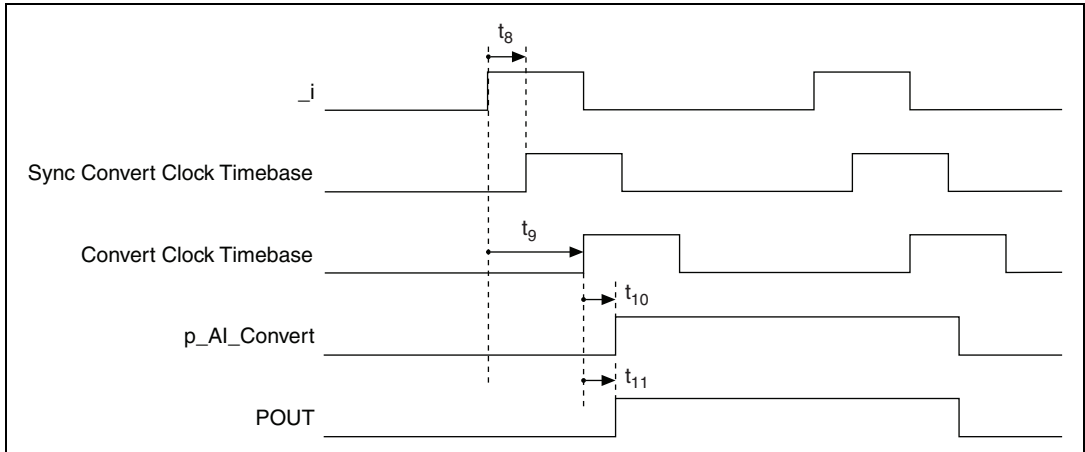 t8
_i
Sync Convert Clock Timebase
t9
Convert Clock Timebase
t10
p_AI_Convert
t11
POUT